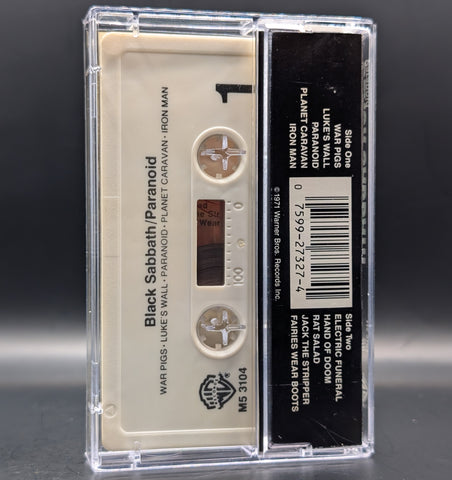 1
Black Sabbath/Paranoid
WAR PIGS • LUKE'S WALL • PARANOID • PLANET CARAVAN • IRON MAN
0
100
M5 3104
Side One
WAR PIGS
LUKE'S WALL
PARANOID
PLANET CARAVAN
IRON MAN
0 7599-27327-4
© 1971 Warner Bros. Records Inc.
Side Two
ELECTRIC FUNERAL
HAND OF DOOM
RAT SALAD
JACK THE STRIPPER
FAIRIES WEAR BOOTS